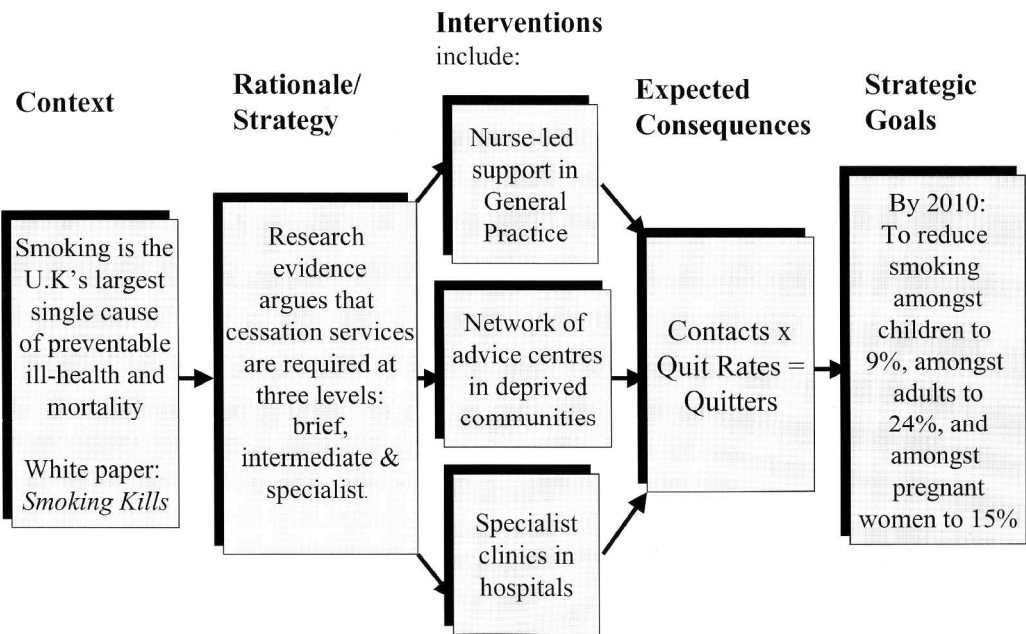 Context
Smoking is the
U.K's largest
single cause
of preventable
ill-health and
mortality
White paper:
Smoking Kills
Rationale/
Strategy
Research
evidence
argues that
cessation services
are required at
three levels:
brief,
intermediate &
specialist.
Interventions
include:
Nurse-led
support in
General
Practice
Network of
advice centres
in deprived
communities
Specialist
clinics in
hospitals
Expected
Consequences
Contacts x
Quit Rates =
Quitters
Strategic
Goals
By 2010:
To reduce
smoking
amongst
children to
9%, amongst
adults to
24%, and
amongst
pregnant
women to 15%